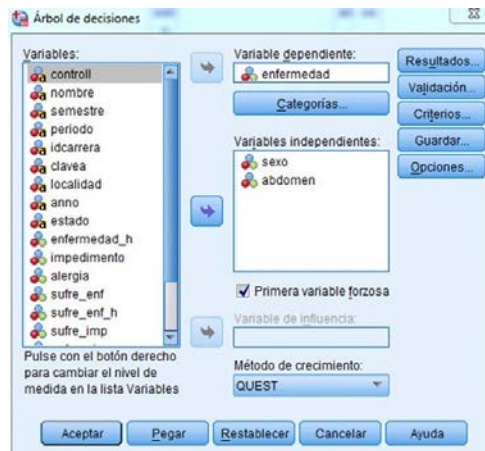 Árbol de decisiones
Variables:
controll
nombre
semestre
periodo
idcarrera
clavea
localidad
anno
estado
enfermedad_h
impedimento
alergia
sufre_enf
sufre_enf_h
sufre_imp
Pulse con el botón derecho
para cambiar el nivel de
medida en la lista Variables
Variable dependiente:
enfermedad
Categorías...
Variables independientes:
sexo
abdomen
Primera variable forzosa
Variable de influencia:
Método de crecimiento:
QUEST
Resultados...
Validación...
Criterios...
Guardar...
Opciones...
Aceptar
Pegar
Restablecer
Cancelar
Ayuda